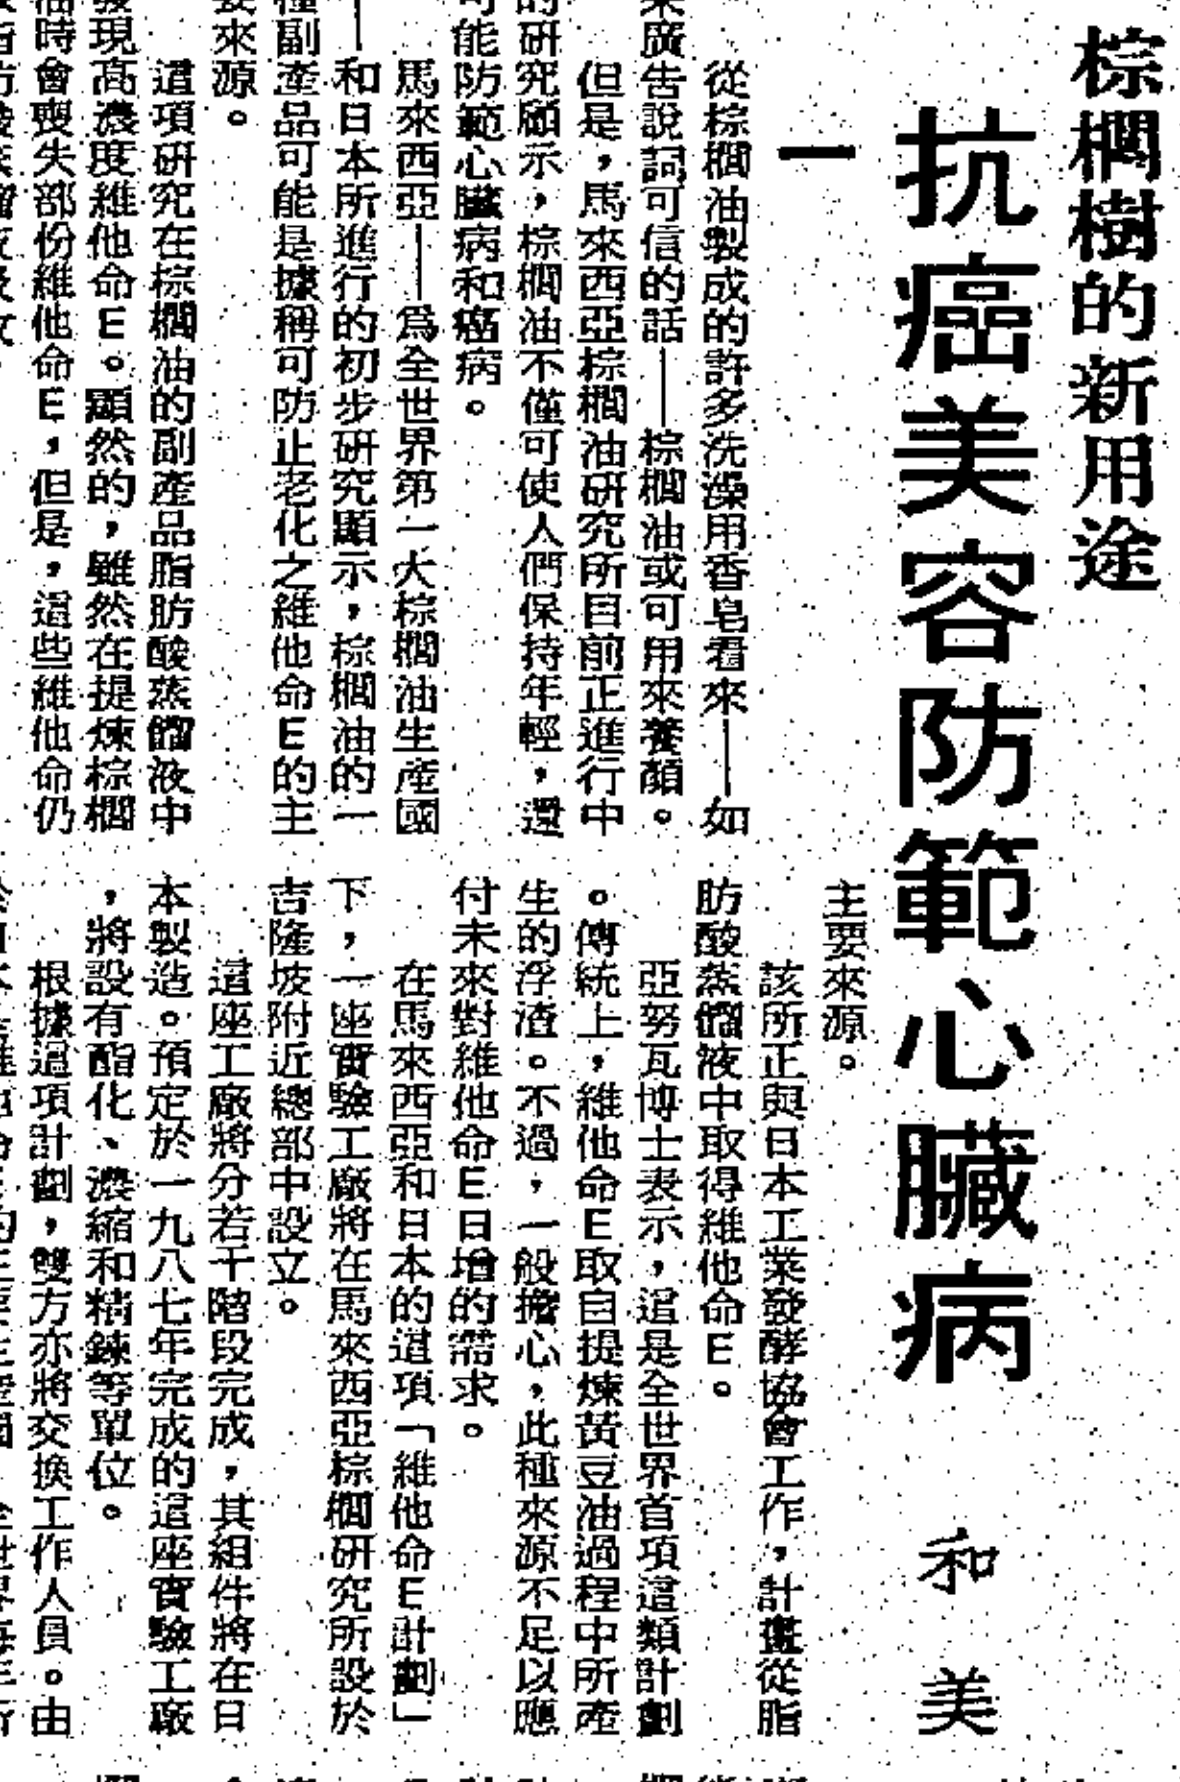 棕櫚樹的新用途
抗癌美容防範心臟病
和美
一
從棕櫚油製成的許多洗澡用香皂看來——如
果廣告說詞可信的話——棕櫚油或可用來養顏。
但是，馬來西亞棕櫚油研究所目前正進行中
的研究顯示，棕櫚油不僅可使人們保持年輕，還
可能防範心臟病和癌病。
馬來西亞——為全世界第一大棕櫚油生產國
——和日本所進行的初步研究顯示，棕櫚油的一
種副產品可能是據稱可防止老化之維他命E的主
要來源。
這項研究在棕櫚油的副產品脂肪酸蒸餾液中
發現高濃度維他命E。顯然的，雖然在提煉棕櫚
油時會喪失部份維他命E，但是，這些維他命仍
主要來源。
該所正與日本工業發酵協會工作，計畫從脂
肪酸蒸餾液中取得維他命E。
亞努瓦博士表示，這是全世界首項這類計劃
。傳統上，維他命E取自提煉黃豆油過程中所產
生的浮渣。不過，一般擔心，此種來源不足以應
付未來對維他命E日增的需求。
在馬來西亞和日本的這項「維他命E計劃」
下，一座實驗工廠將在馬來西亞棕櫚研究所設於
吉隆坡附近總部中設立。
這座工廠將分若干階段完成，其組件將在日
本製造。預定於一九八七年完成的這座實驗工廠
，將設有酯化、濃縮和精鍊等單位。
根據這項計劃，雙方亦將交換工作人員。由